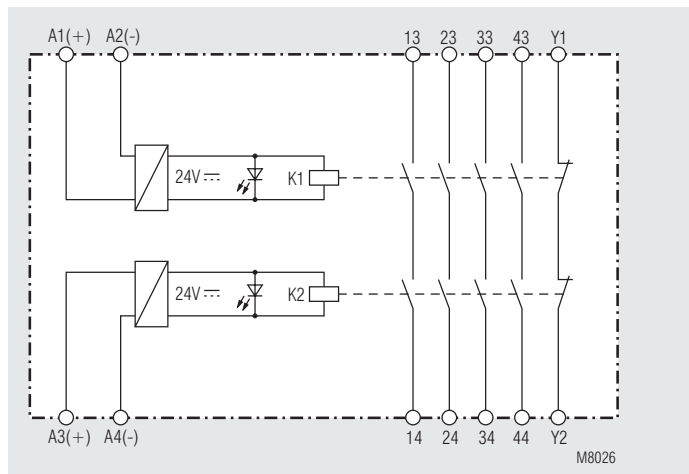 A1(+) A2(-) 13 23 33 43 Y1
24V K1
24V K2
A3(+) A4(-) 14 24 34 44 Y2
M8026